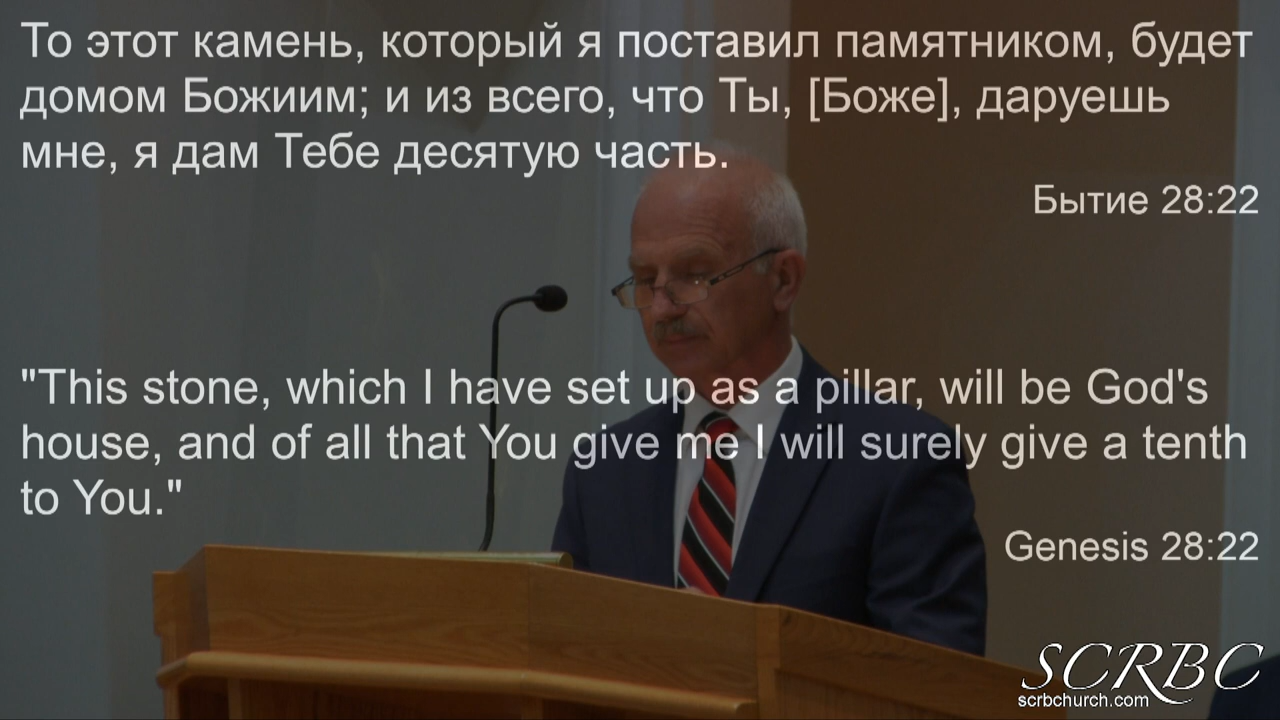 То этот камень, который я поставил памятником, будет
домом Божиим; и из всего, что Ты, [Боже], даруешь
мне, я дам Тебе десятую часть.
Бытие 28:22
"This stone, which I have set up as a pillar, will be God's
house, and of all that You give me I will surely give a tenth
to You."
Genesis 28:22
SCRBC
scrbchurch.com